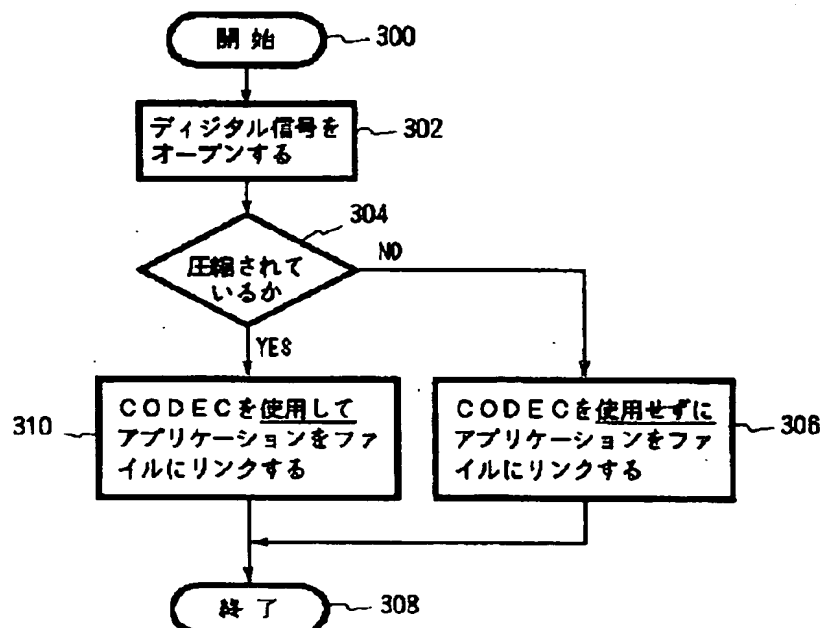 開始
300
ディジタル信号を
オープンする
302
304
圧縮されて
いるか
NO
YES
310
CODECを使用して
アプリケーションをファ
イルにリンクする
CODECを使用せずに
アプリケーションをファ
イルにリンクする
306
終了
308